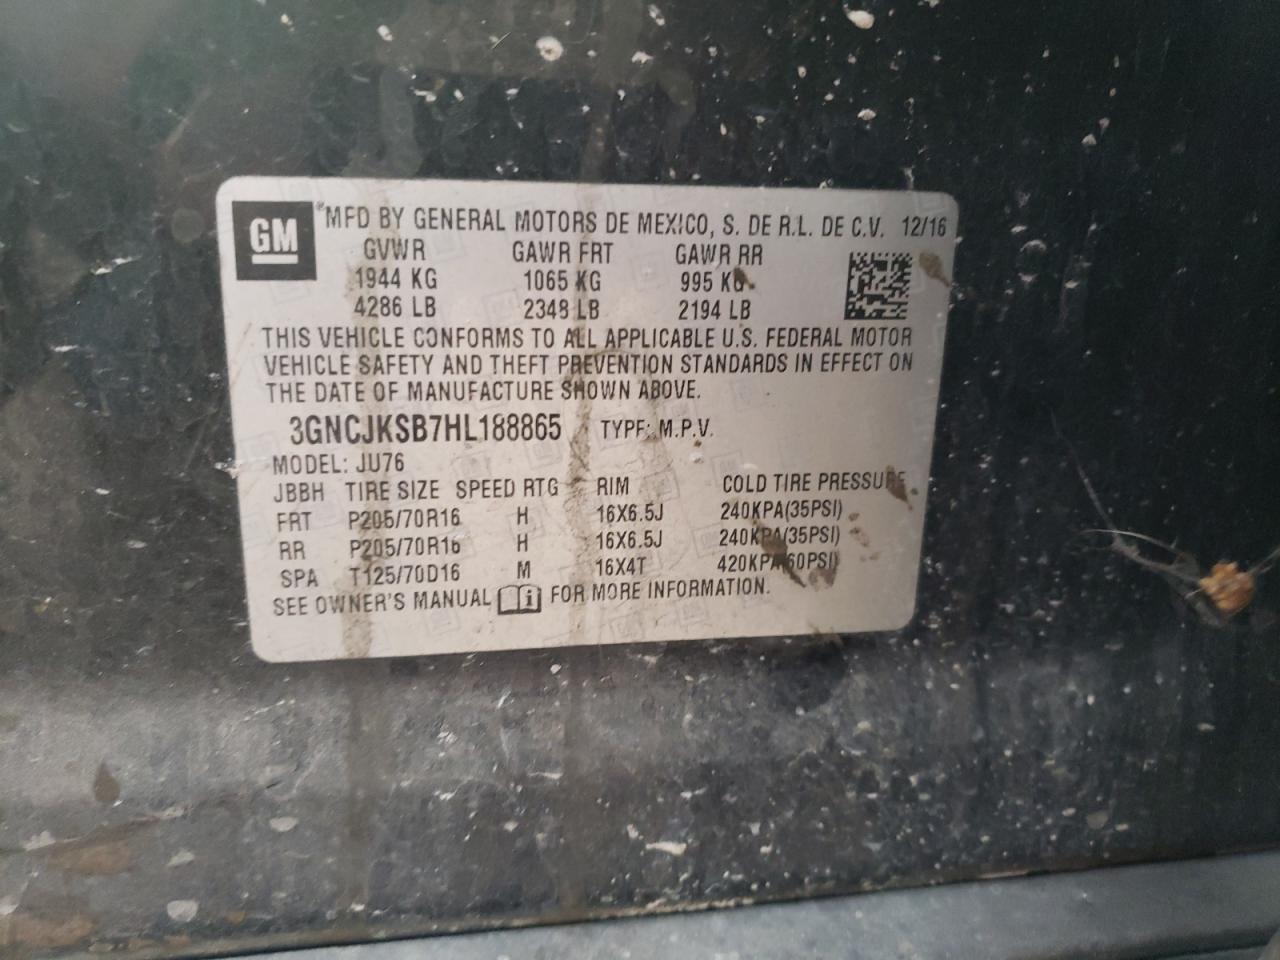 GM
®MFD BY GENERAL MOTORS DE MEXICO, S. DE R.L. DE C.V. 12/16
GVWR GAWR FRT GAWR RR
1944 KG 1065 KG 995 KG
4286 LB 2348 LB 2194 LB
THIS VEHICLE CONFORMS TO ALL APPLICABLE U.S. FEDERAL MOTOR
VEHICLE SAFETY AND THEFT PREVENTION STANDARDS IN EFFECT ON
THE DATE OF MANUFACTURE SHOWN ABOVE.
3GNCJKSB7HL188865 TYPE: M.P.V.
MODEL: JU76
JBBH TIRE SIZE SPEED RTG RIM COLD TIRE PRESSURE
FRT P205/70R16 H 16X6.5J 240KPA(35PSI)
RR P205/70R16 H 16X6.5J 240KPA(35PSI)
SPA T125/70D16 M 16X4T 420KPA(60PSI)
SEE OWNER'S MANUAL i FOR MORE INFORMATION.